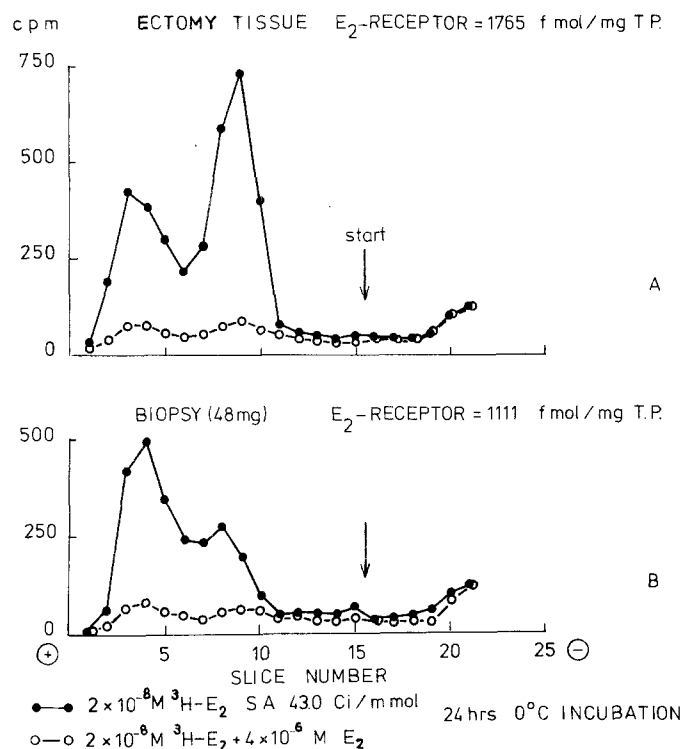 cpm ECTOMY TISSUE E2-RECEPTOR = 1765 f mol/mg T.P.
750
500
250
0
start
A
BIOPSY (48mg) E2-RECEPTOR = 1111 f mol/mg T.P.
500
250
0
B
+ 5 10 15 20 25 −
SLICE NUMBER
●—● 2 × 10⁻⁸M ³H-E2 SA 43.0 Ci/mmol
24hrs 0°C INCUBATION
○--○ 2 × 10⁻⁸M ³H-E2 + 4×10⁻⁶ M E2